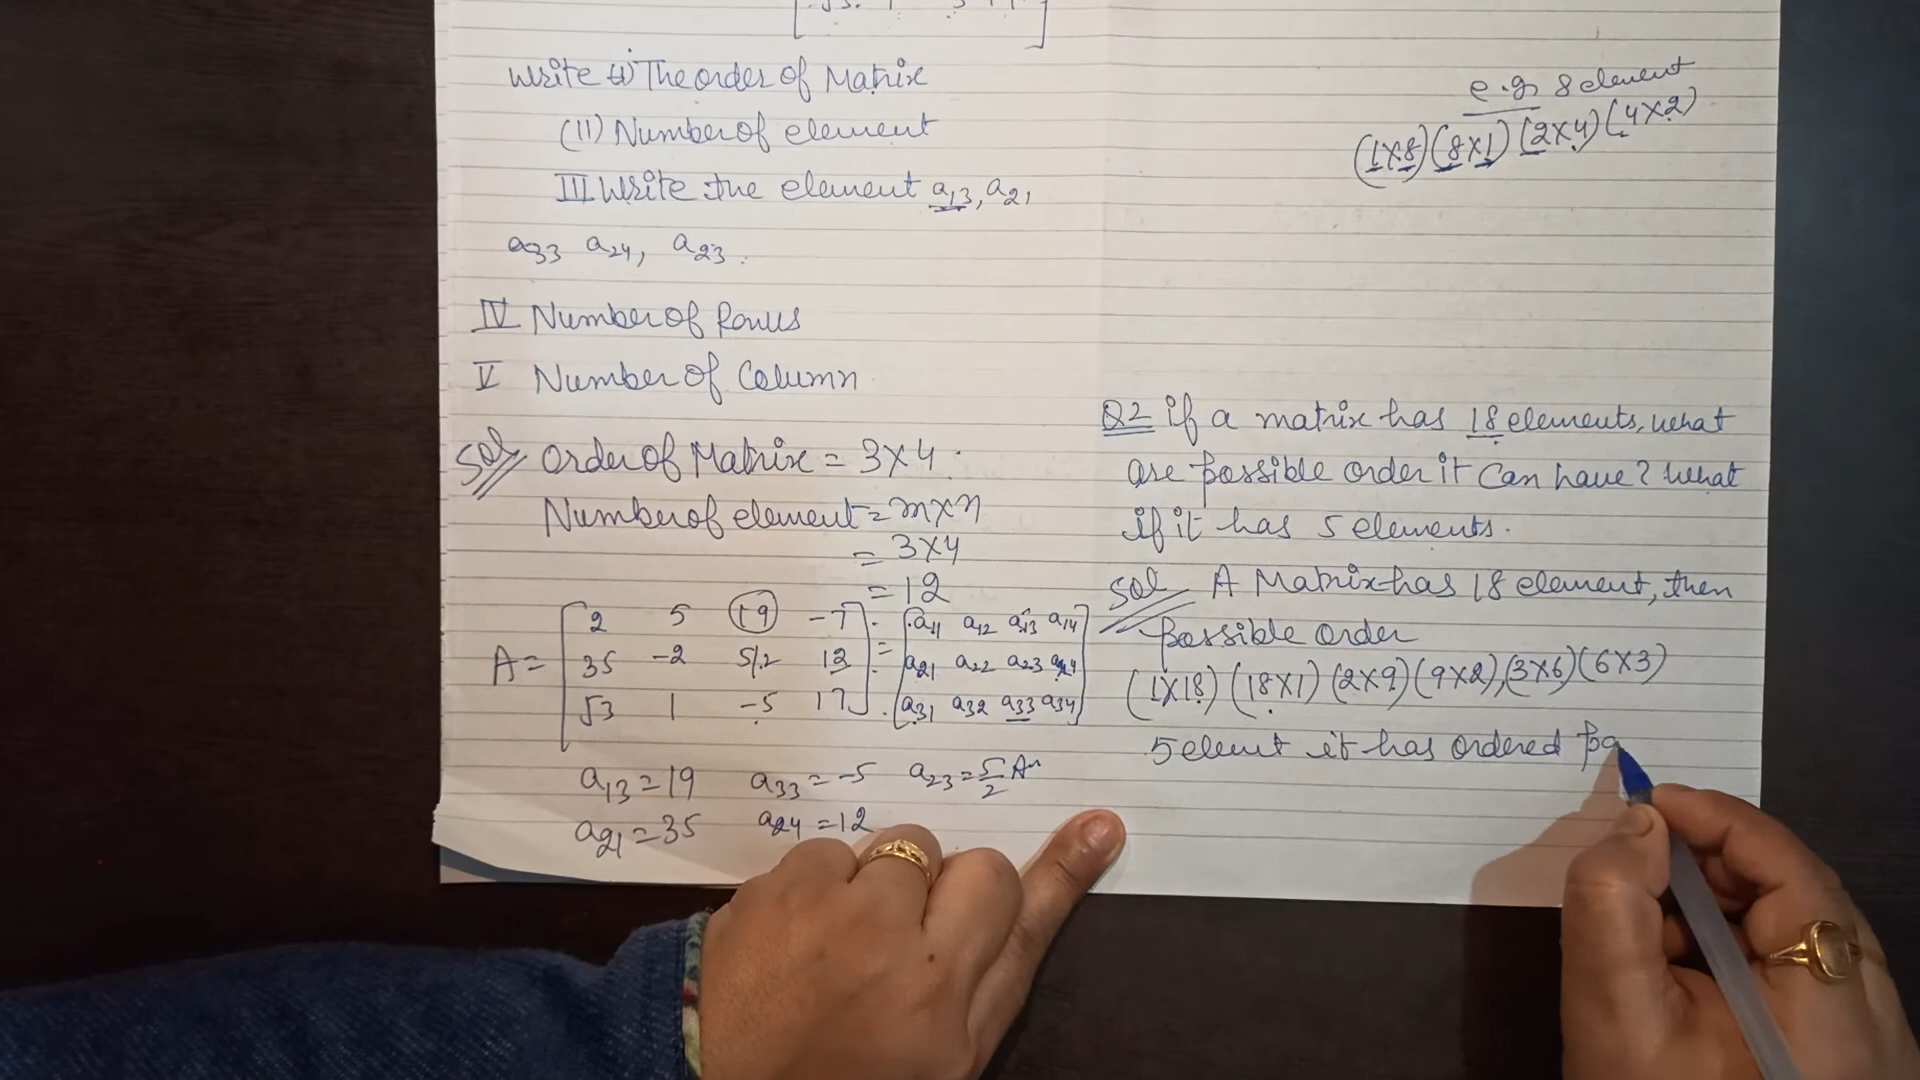 Write (i) The order of Matrix
(II) Number of element
III Write the element a13, a21
a33 a24, a23.
IV Number of Rows
V Number of Column
Sol Order of Matrix = 3×4.
Number of element = m×n
= 3×4
= 12
A = [ 2 5 19 -7 ] = [ a11 a12 a13 a14 ]
[ 35 -2 5/2 12 ] [ a21 a22 a23 a24 ]
[ √3 1 -5 17 ] [ a31 a32 a33 a34 ]
a13 = 19 a33 = -5 a23 = 5/2
a21 = 35 a24 = 12
e.g. 8 element
(1×8) (8×1) (2×4) (4×2)
Q2 if a matrix has 18 elements, what
are possible order it can have? What
if it has 5 elements.
Sol A Matrix has 18 element, then
possible order
(1×18) (18×1) (2×9) (9×2), (3×6) (6×3)
5 elemt it has ordered pa